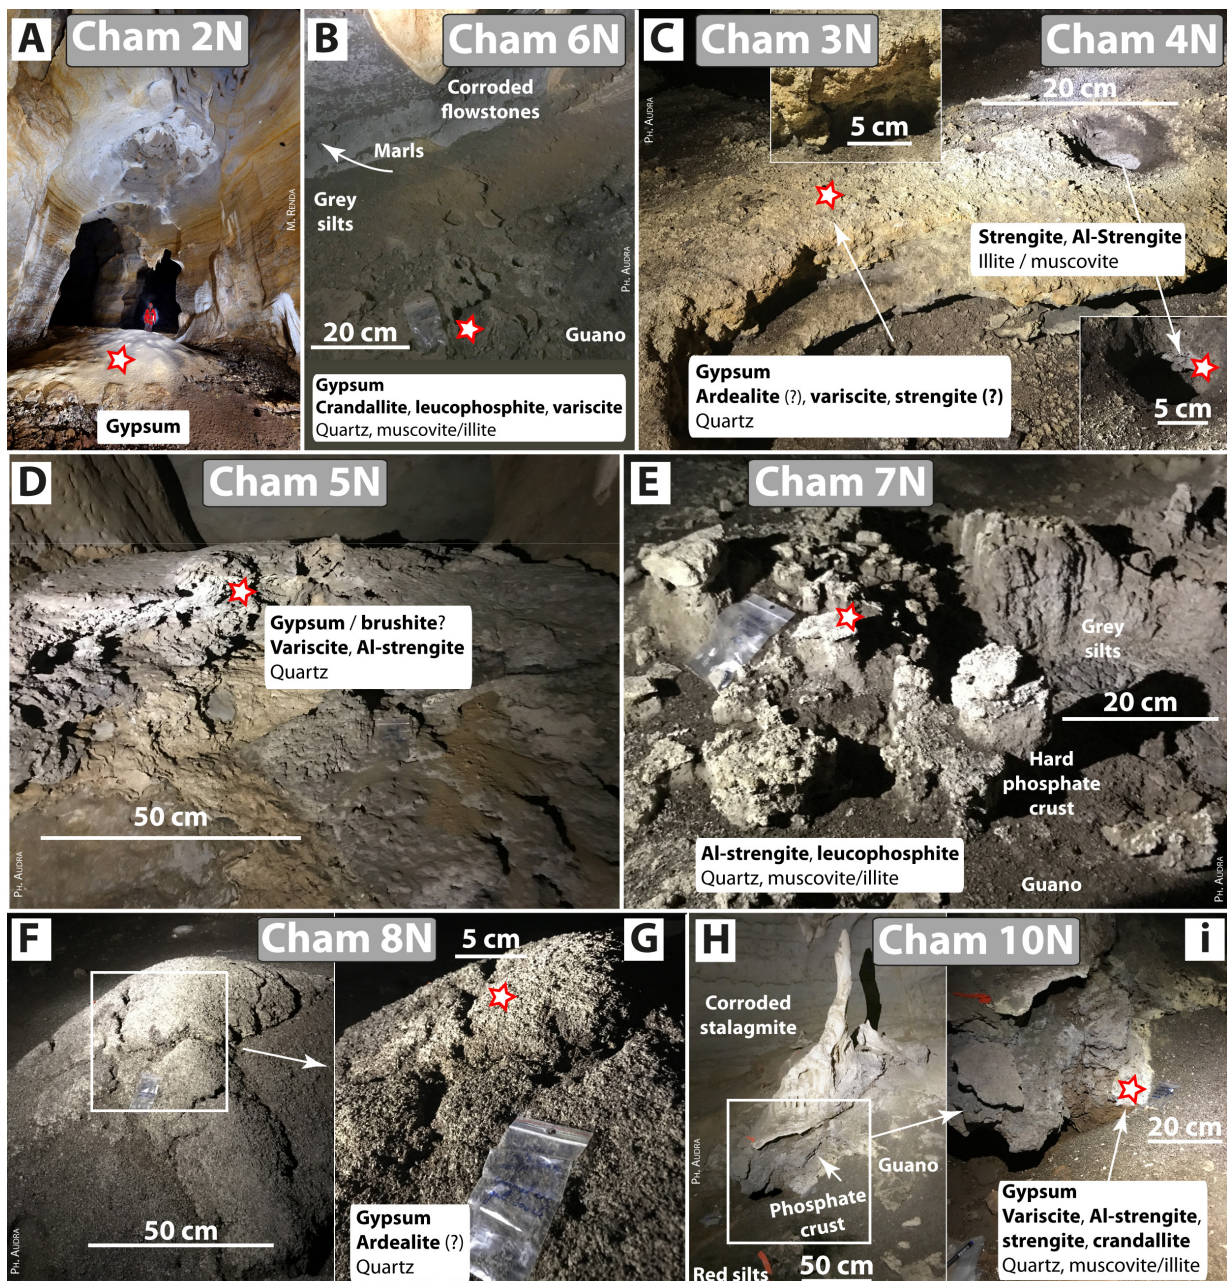 A
Cham 2N
M. Renda
Gypsum
B
Cham 6N
Corroded
flowstones
Marls
Grey
silts
Ph. Audra
20 cm
Guano
Gypsum
Crandallite, leucophosphite, variscite
Quartz, muscovite/illite
C
Cham 3N
Cham 4N
Ph. Audra
5 cm
20 cm
Strengite, Al-Strengite
Illite / muscovite
Gypsum
Ardealite (?), variscite, strengite (?)
Quartz
5 cm
D
Cham 5N
Gypsum / brushite?
Variscite, Al-strengite
Quartz
50 cm
Ph. Audra
E
Cham 7N
Grey
silts
20 cm
Hard
phosphate
crust
Al-strengite, leucophosphite
Quartz, muscovite/illite
Guano
Ph. Audra
F
Cham 8N
5 cm
G
50 cm
Ph. Audra
Gypsum
Ardealite (?)
Quartz
H
Cham 10N
i
Corroded
stalagmite
Ph. Audra
Guano
Phosphate
crust
Red silts
50 cm
20 cm
Gypsum
Variscite, Al-strengite,
strengite, crandallite
Quartz, muscovite/illite